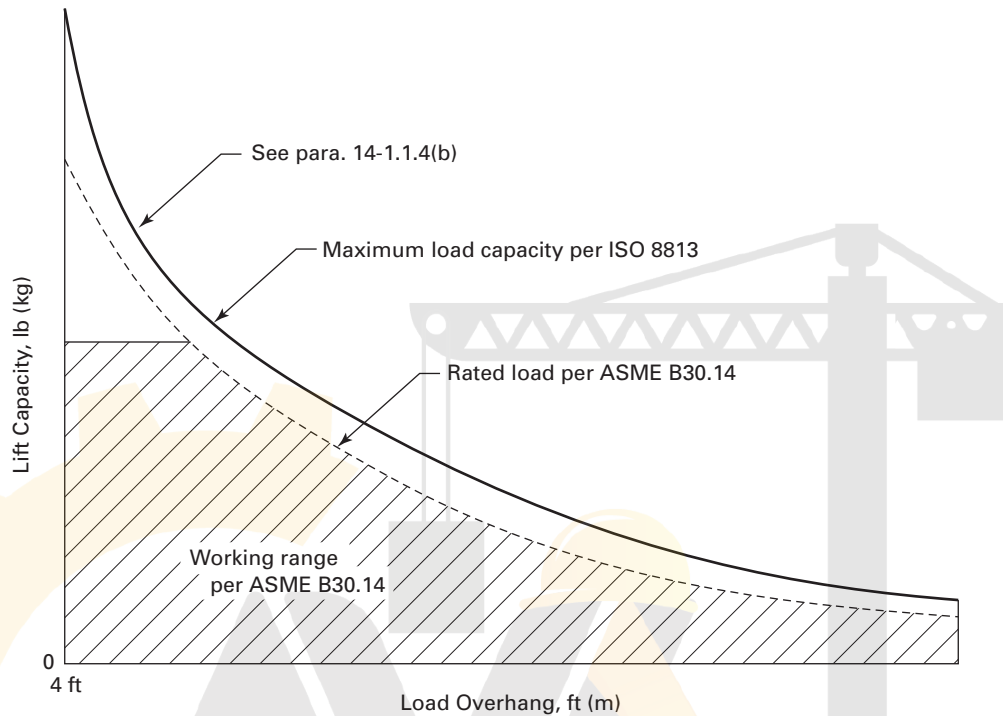 See para. 14-1.1.4(b)
Maximum load capacity per ISO 8813
Rated load per ASME B30.14
Lift Capacity, lb (kg)
Working range
per ASME B30.14
0
4 ft
Load Overhang, ft (m)